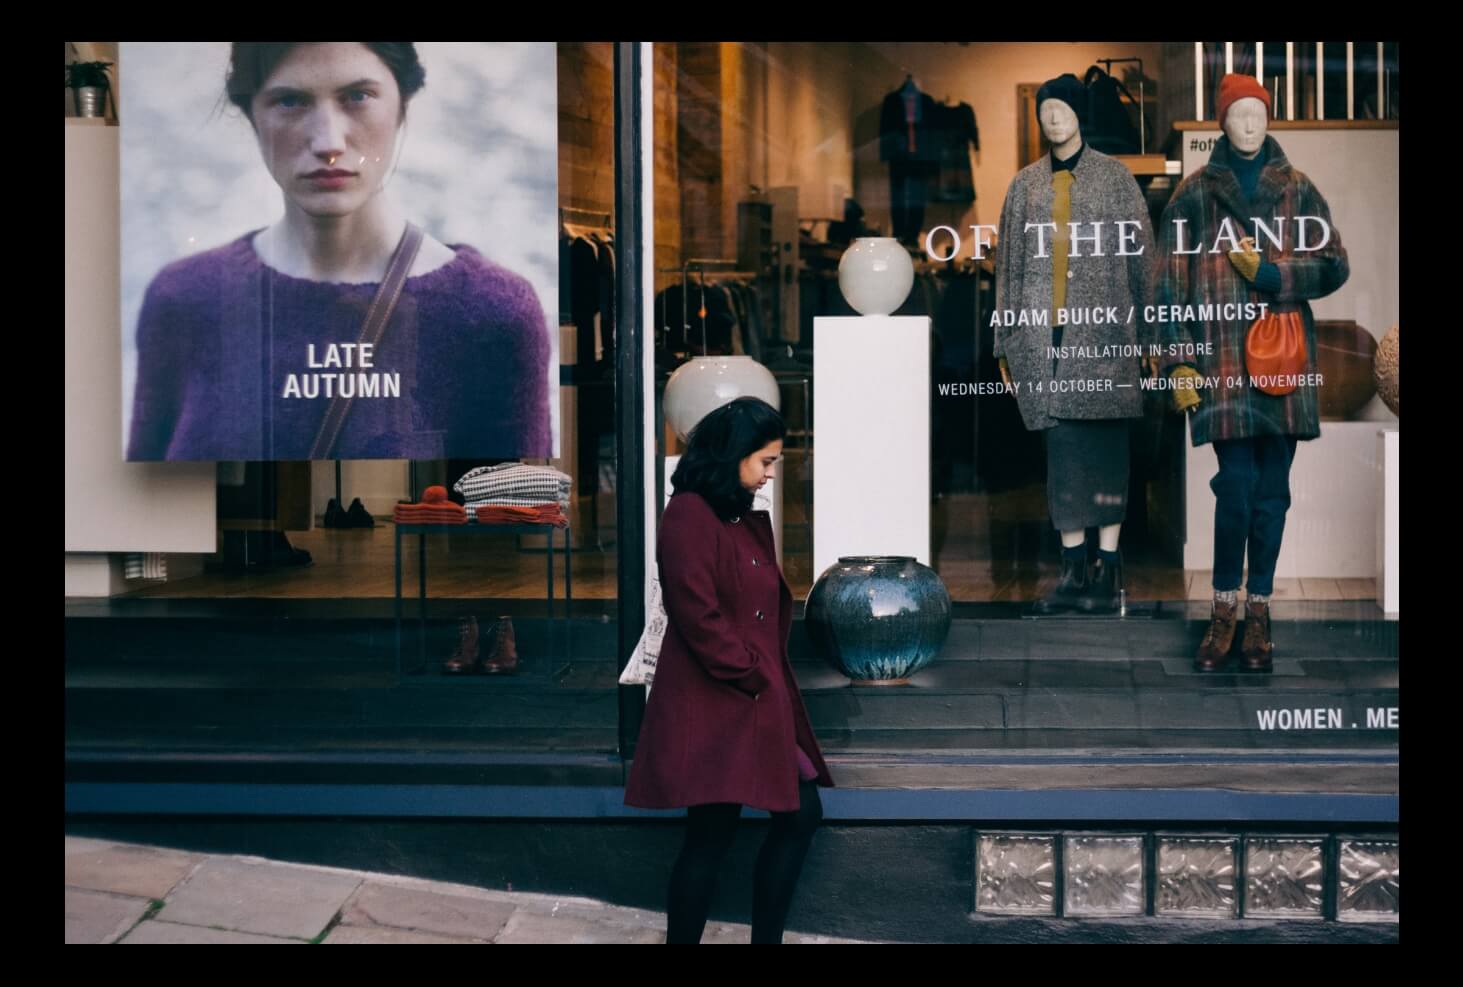 LATE
AUTUMN
OF THE LAND
ADAM BUICK / CERAMICIST
INSTALLATION IN-STORE
WEDNESDAY 14 OCTOBER — WEDNESDAY 04 NOVEMBER
WOMEN . ME